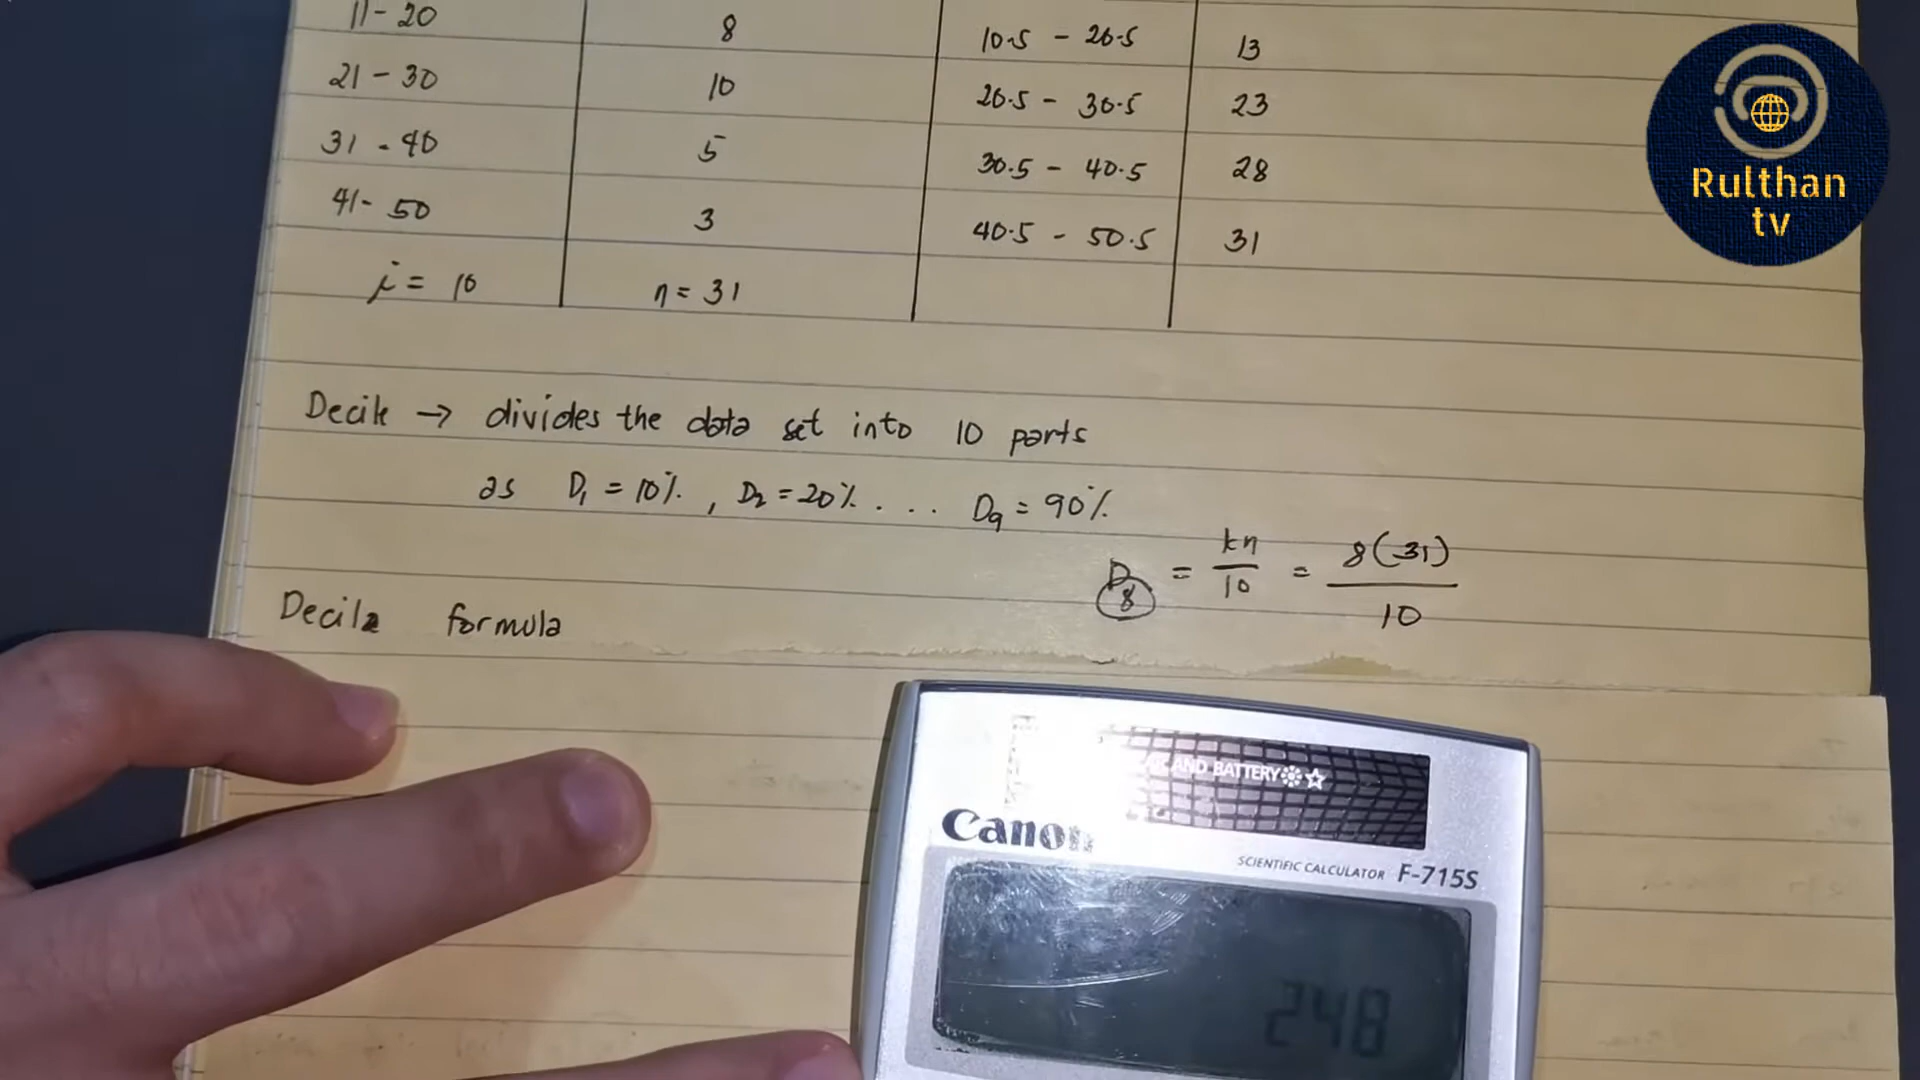 11-20 8 10.5 - 20.5 13
21-30 10 20.5 - 30.5 23
31-40 5 30.5 - 40.5 28
41-50 3 40.5 - 50.5 31
i = 10 n = 31
Decile → divides the data set into 10 parts
as D1 = 10%, D2 = 20% . . . D9 = 90%
D8 = kn/10 = 8(31)/10
Decile formula
AND BATTERY
Canon
SCIENTIFIC CALCULATOR F-715S
248
Rulthan
tv